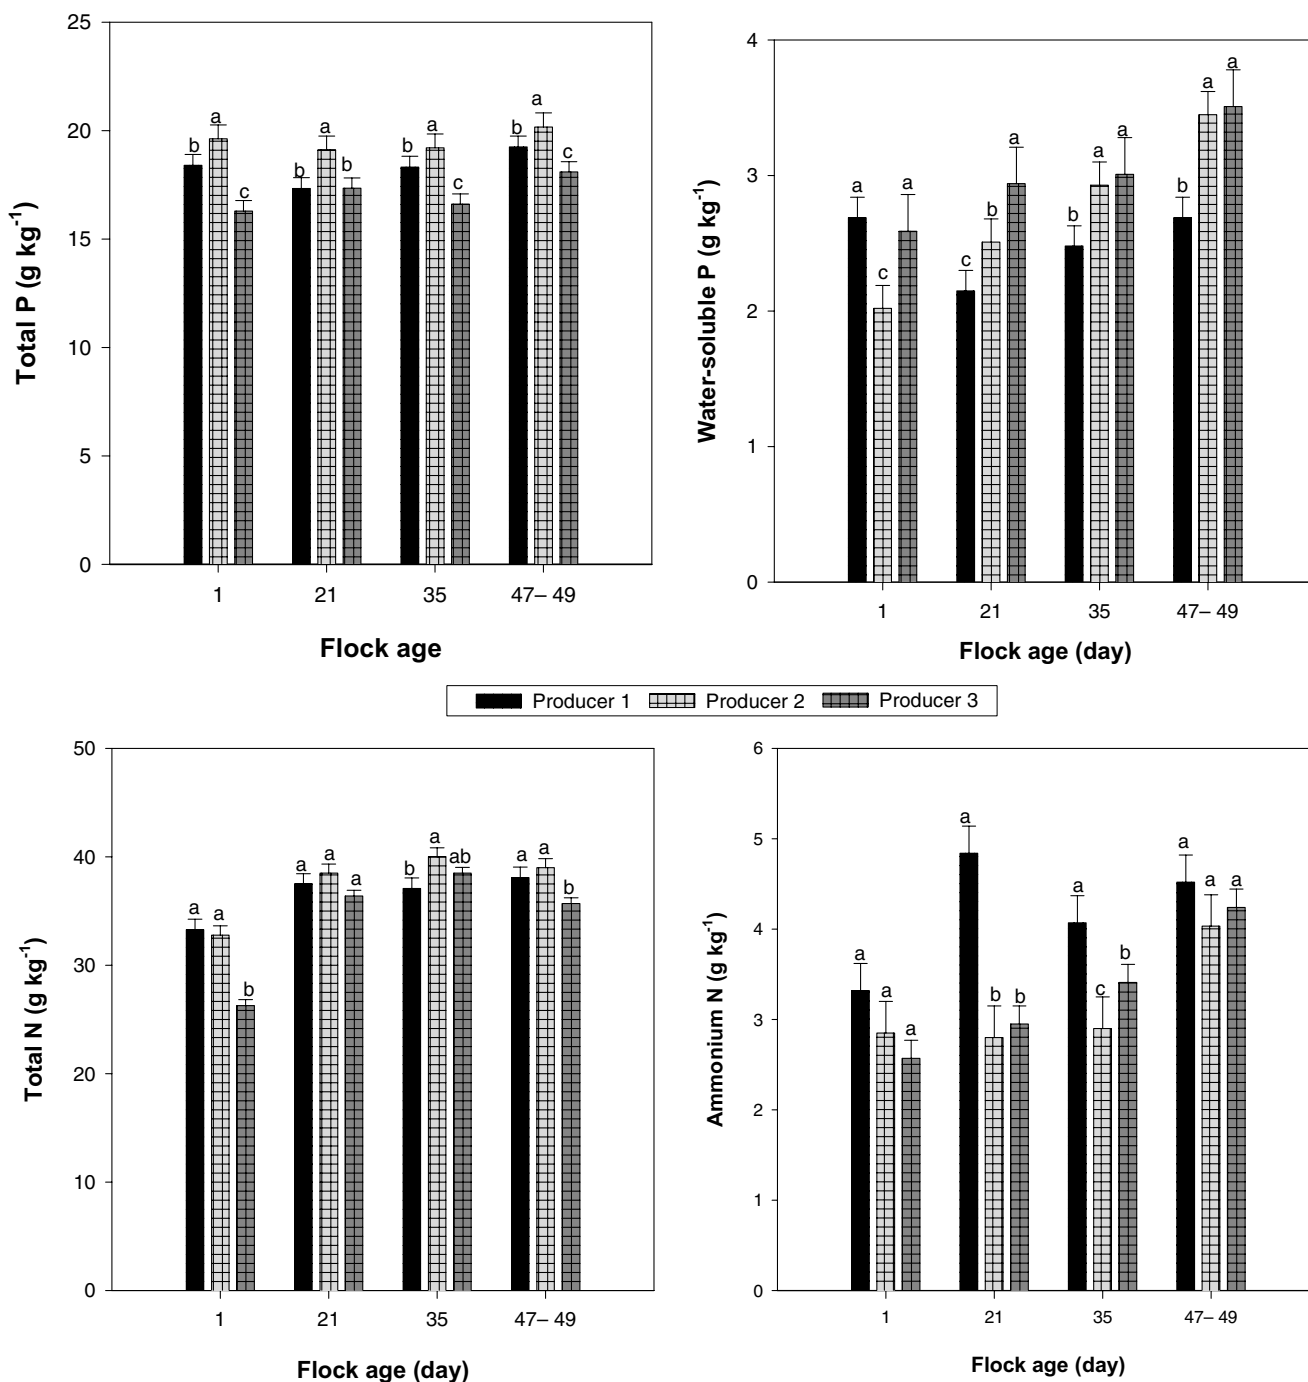 25
20
15
10
5
0
Total P (g kg-1)
b a c
b a b
b a c
b a c
1 21 35 47– 49
Flock age
4
3
2
1
0
Water-soluble P (g kg-1)
a c a
c b a
b a a
b a a
1 21 35 47– 49
Flock age (day)
Producer 1 Producer 2 Producer 3
50
40
30
20
10
0
Total N (g kg-1)
a a b
a a a
b a ab
a a b
1 21 35 47– 49
Flock age (day)
6
5
4
3
2
1
0
Ammonium N (g kg-1)
a a a
a b b
a c b
a a a
1 21 35 47– 49
Flock age (day)